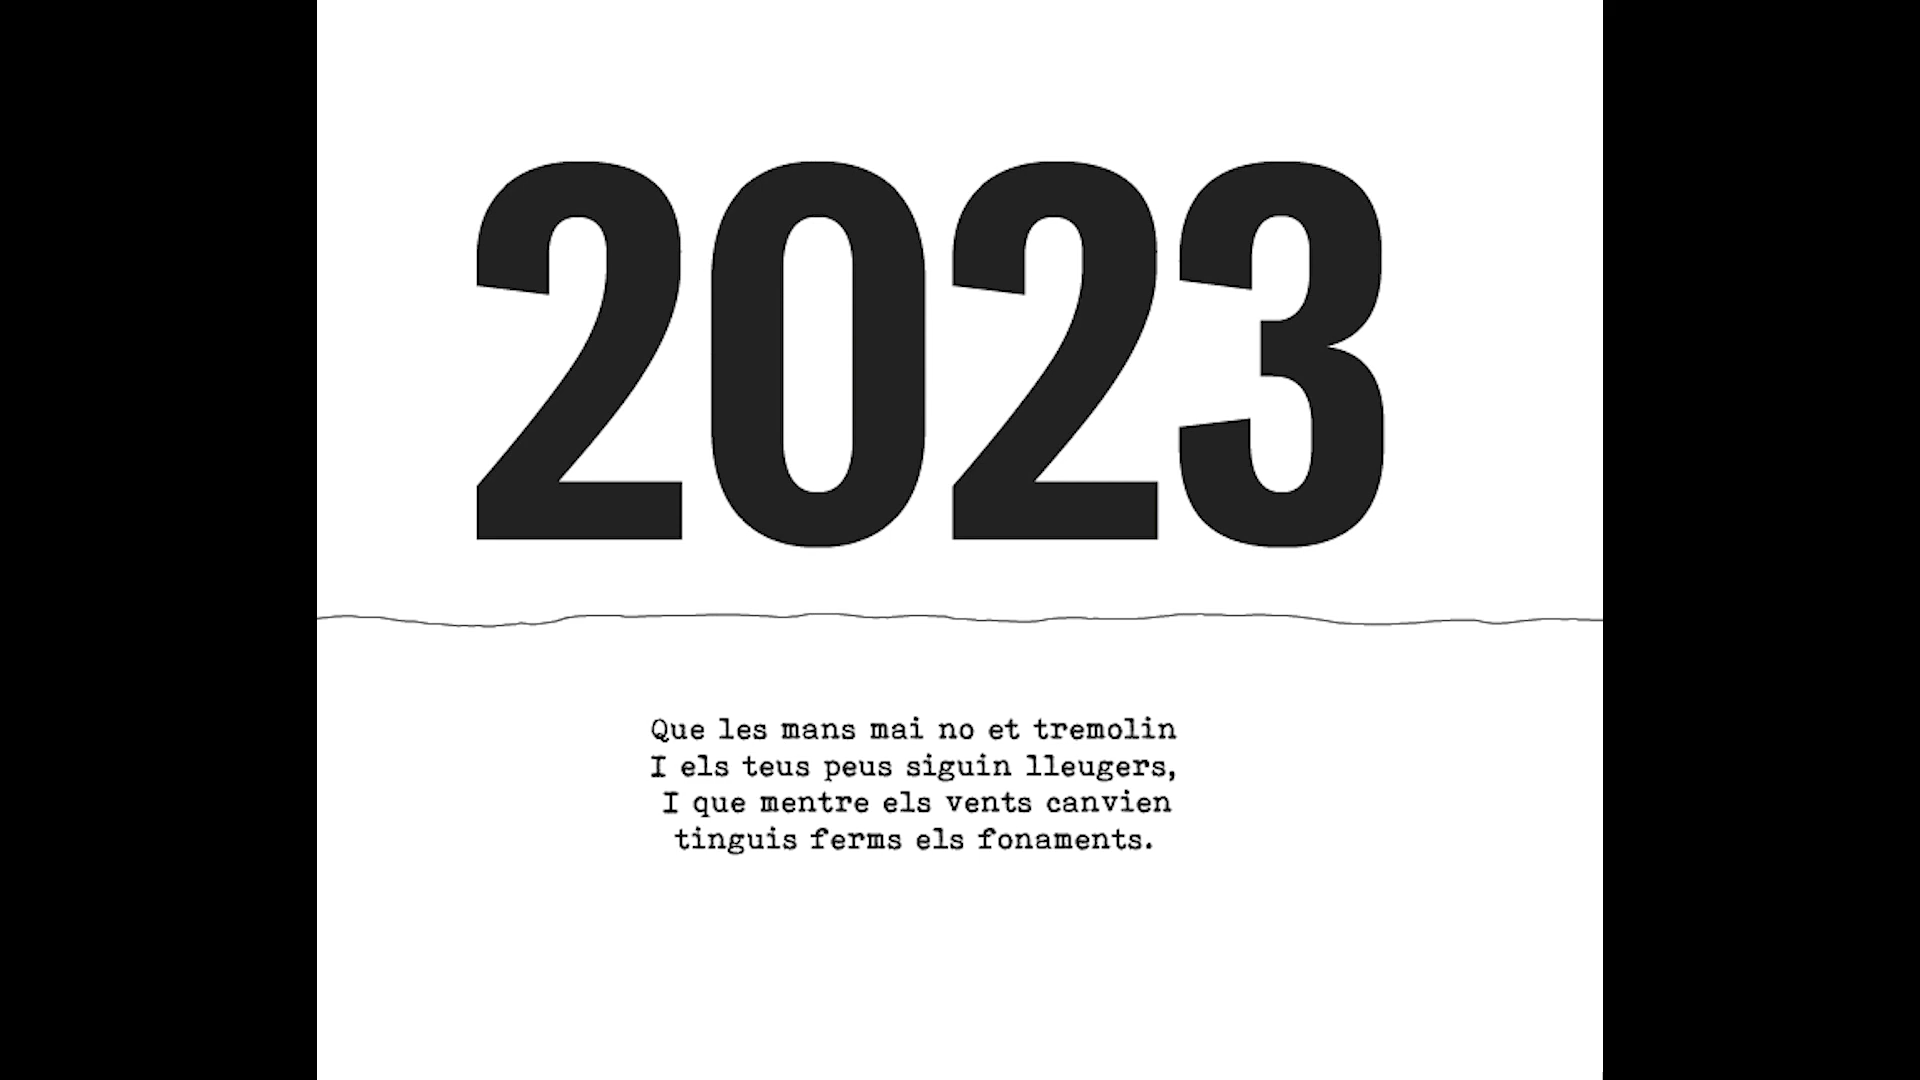 2023
Que les mans mai no et tremolin
I els teus peus siguin lleugers,
I que mentre els vents canvien
tinguis ferms els fonaments.